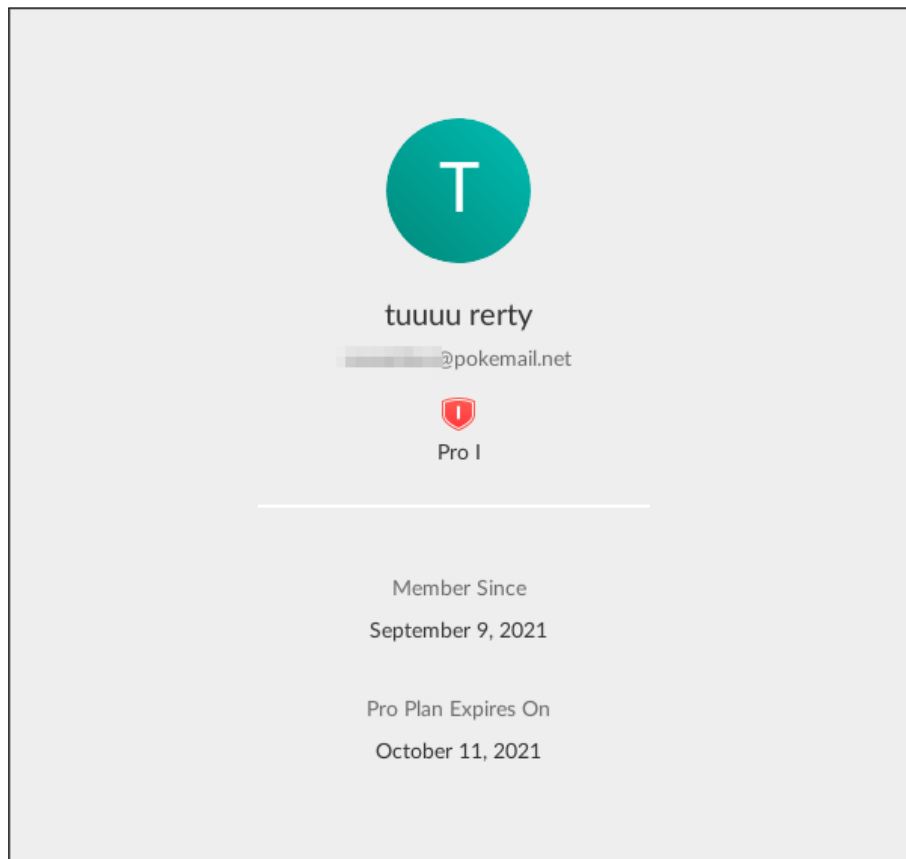 T
tuuuu rerty
@pokemail.net
I
Pro I
Member Since
September 9, 2021
Pro Plan Expires On
October 11, 2021